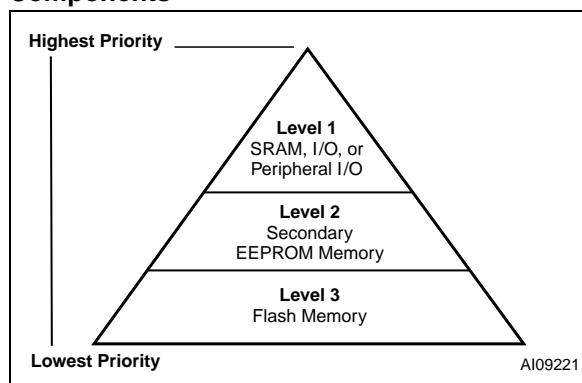 Components
Highest Priority
Level 1
SRAM, I/O, or
Peripheral I/O
Level 2
Secondary
EEPROM Memory
Level 3
Flash Memory
Lowest Priority
AI09221